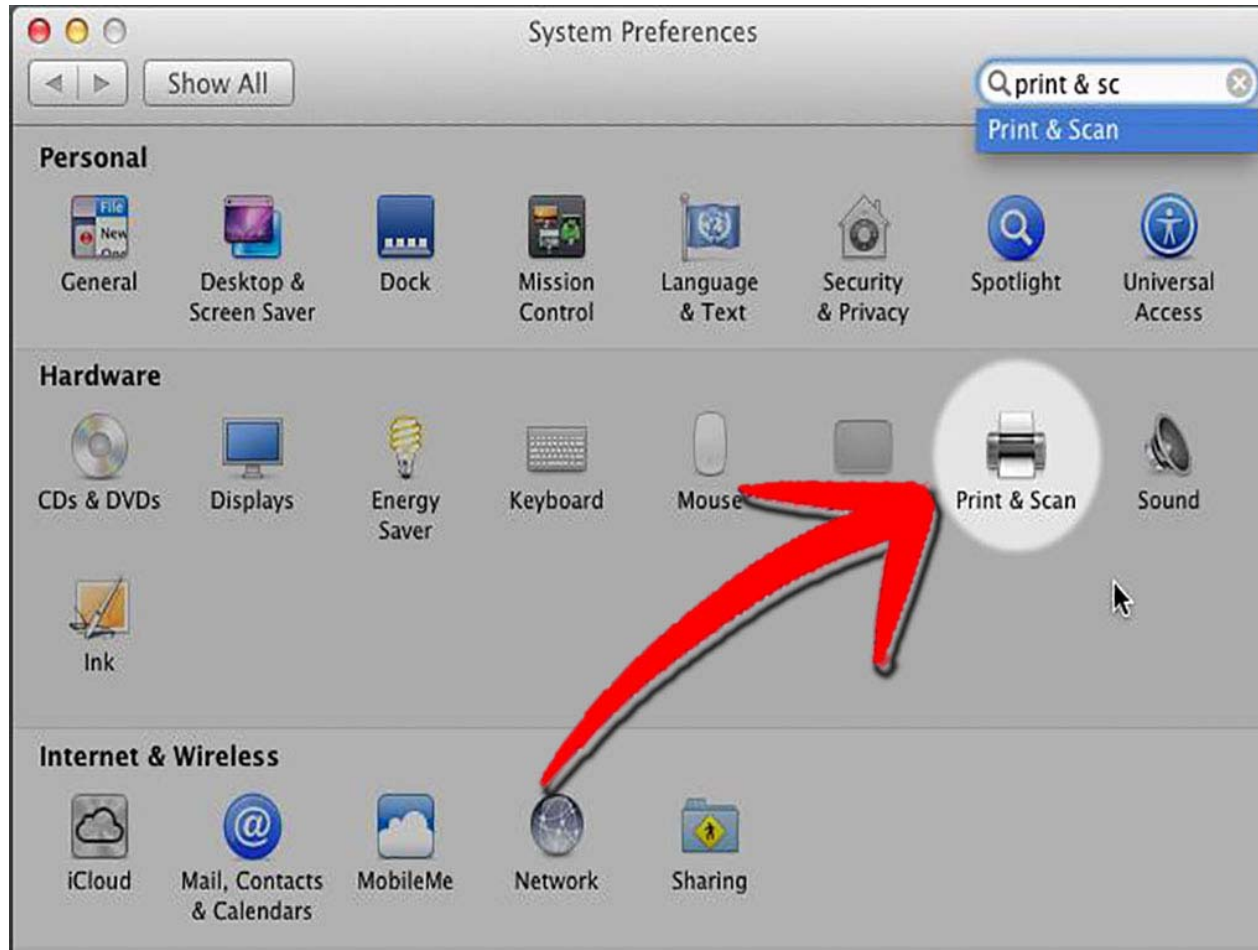 System Preferences
Show All
print & sc
Print & Scan
Personal
File
New
General
Desktop &
Screen Saver
Dock
Mission
Control
Language
& Text
Security
& Privacy
Spotlight
Universal
Access
Hardware
CDs & DVDs
Displays
Energy
Saver
Keyboard
Mouse
Print & Scan
Sound
Ink
Internet & Wireless
iCloud
Mail, Contacts
& Calendars
MobileMe
Network
Sharing